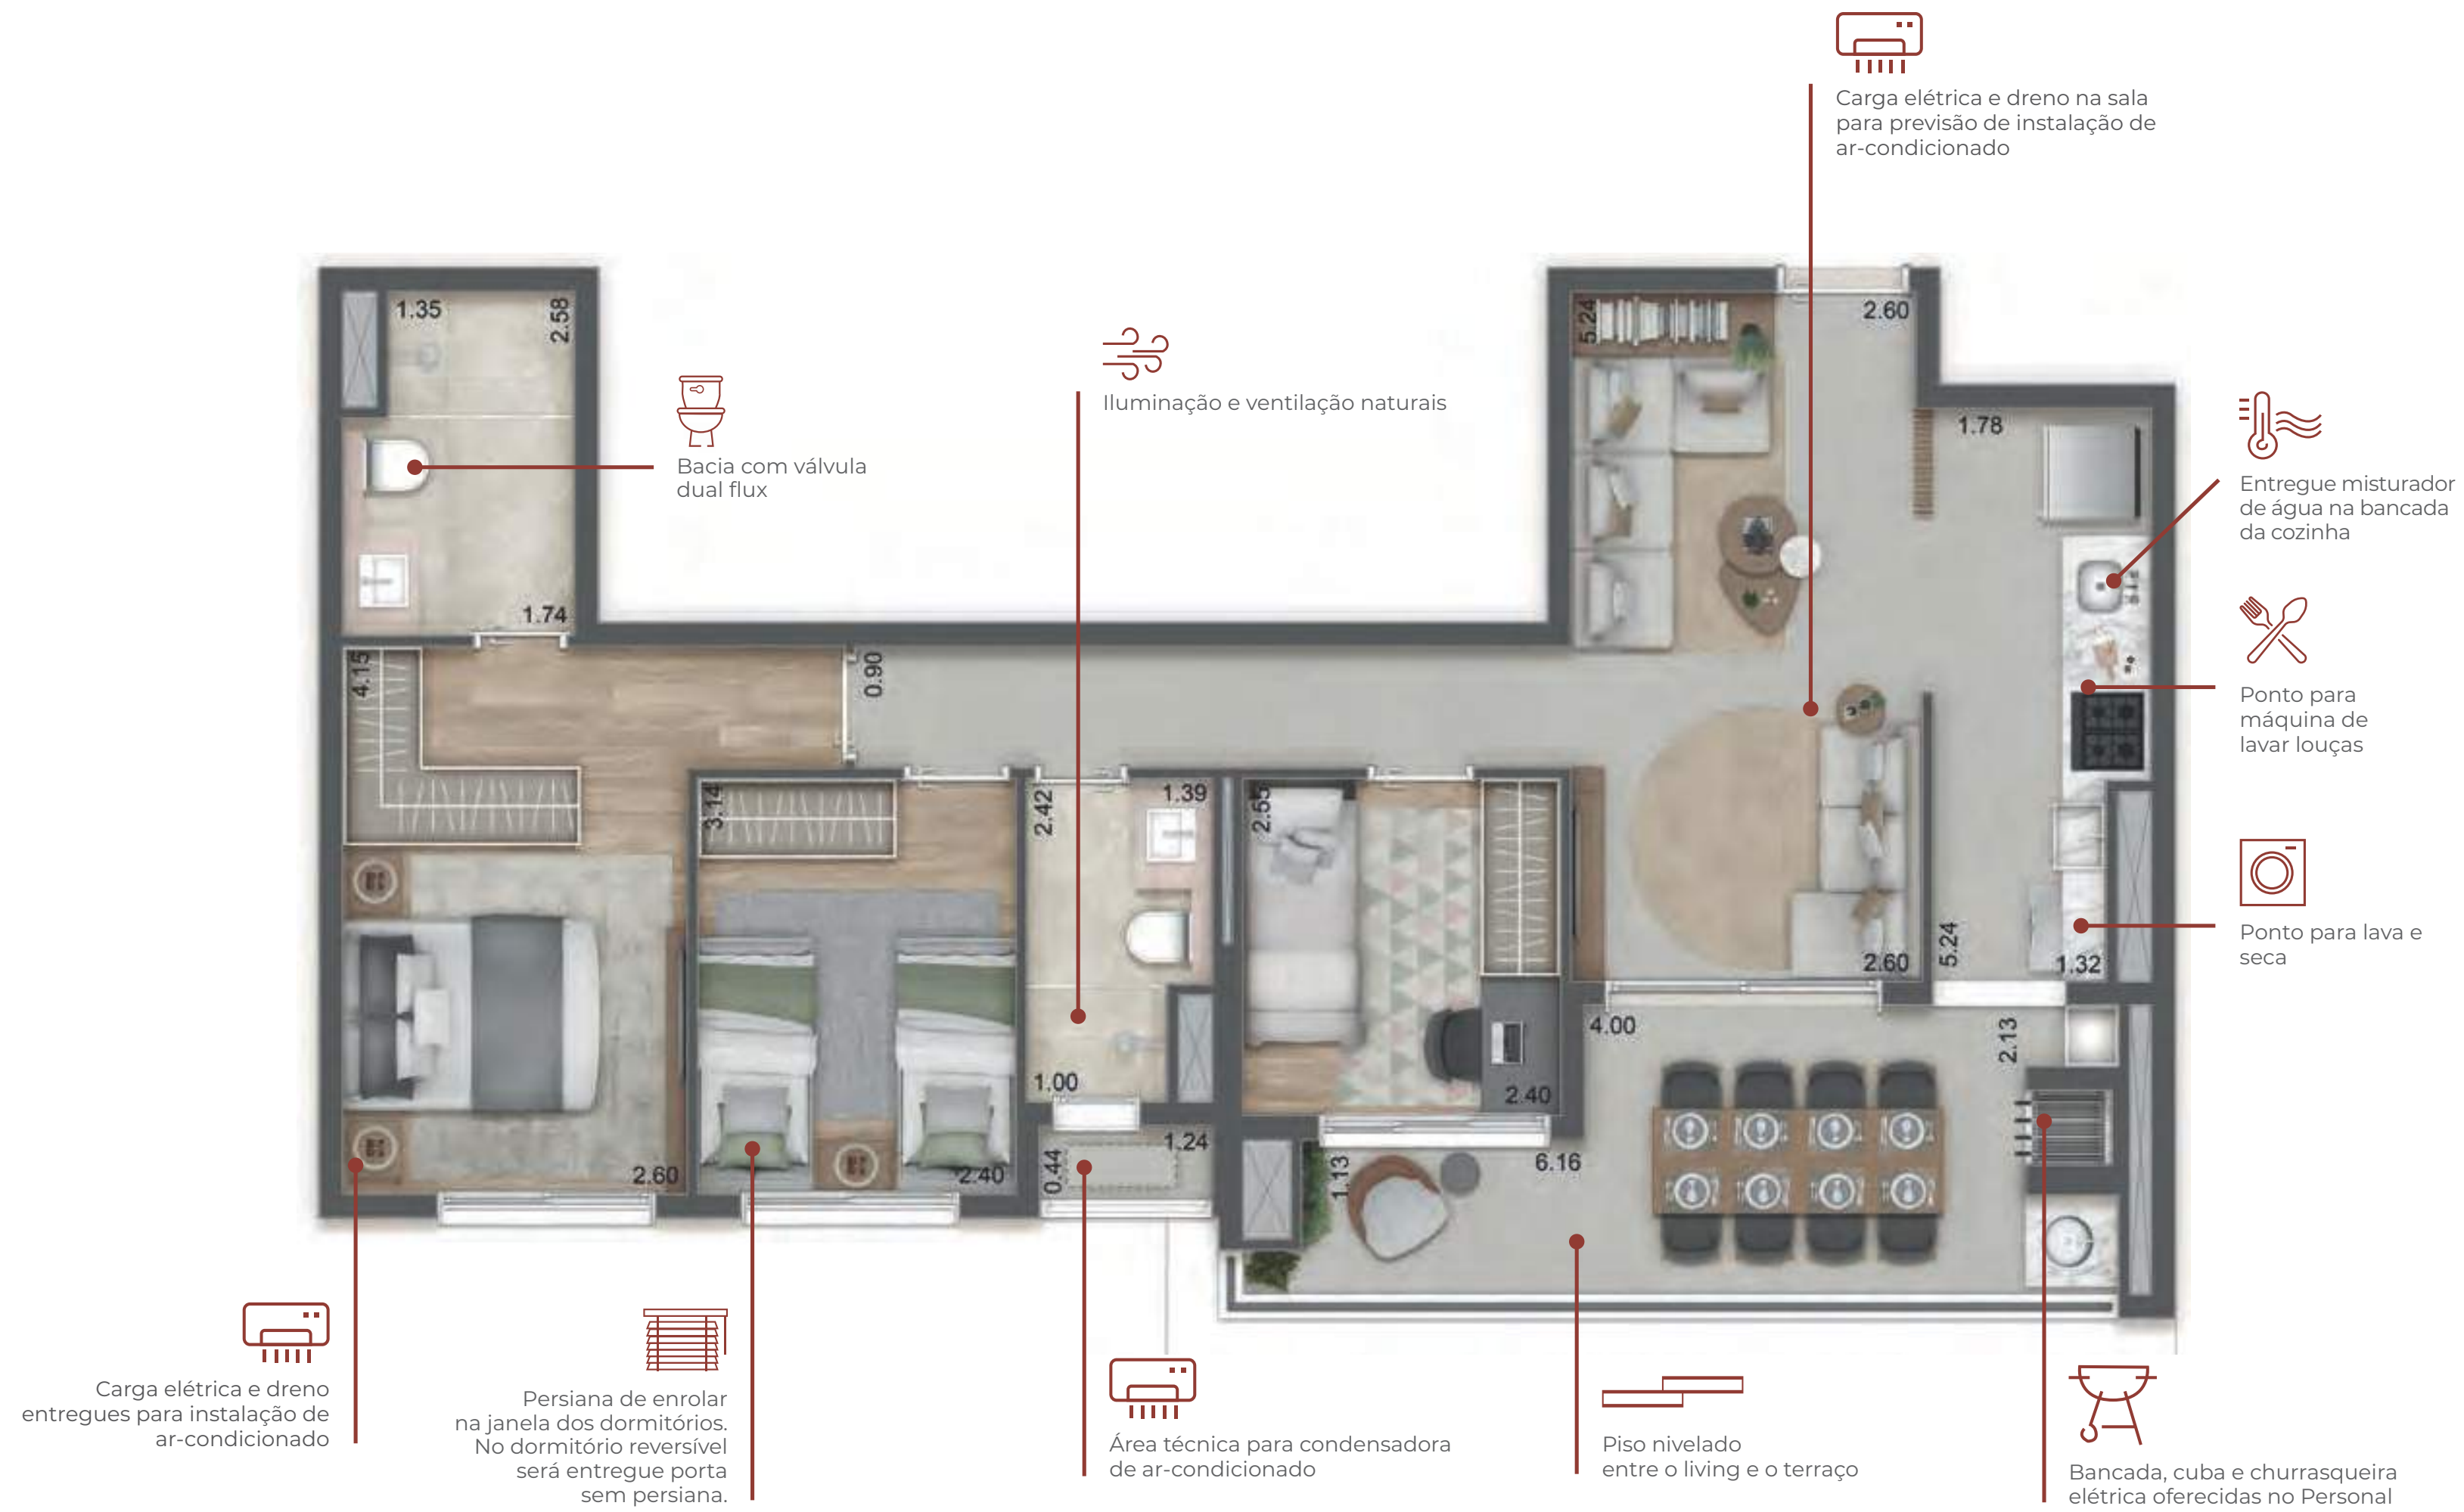 Carga elétrica e dreno na sala
para previsão de instalação de
ar-condicionado
1.35
2.58
5.24
2.60
Iluminação e ventilação naturais
1.78
Bacia com válvula
dual flux
Entregue misturador
de água na bancada
da cozinha
1.74
4.15
0.90
Ponto para
máquina de
lavar louças
3.14
2.42
1.39
2.55
Ponto para lava e
seca
5.24
2.60
1.32
4.00
2.13
1.00
2.40
1.24
0.44
1.13
6.16
2.60
2.40
Carga elétrica e dreno
entregues para instalação de
ar-condicionado
Persiana de enrolar
na janela dos dormitórios.
No dormitório reversível
será entregue porta
sem persiana.
Área técnica para condensadora
de ar-condicionado
Piso nivelado
entre o living e o terraço
Bancada, cuba e churrasqueira
elétrica oferecidas no Personal